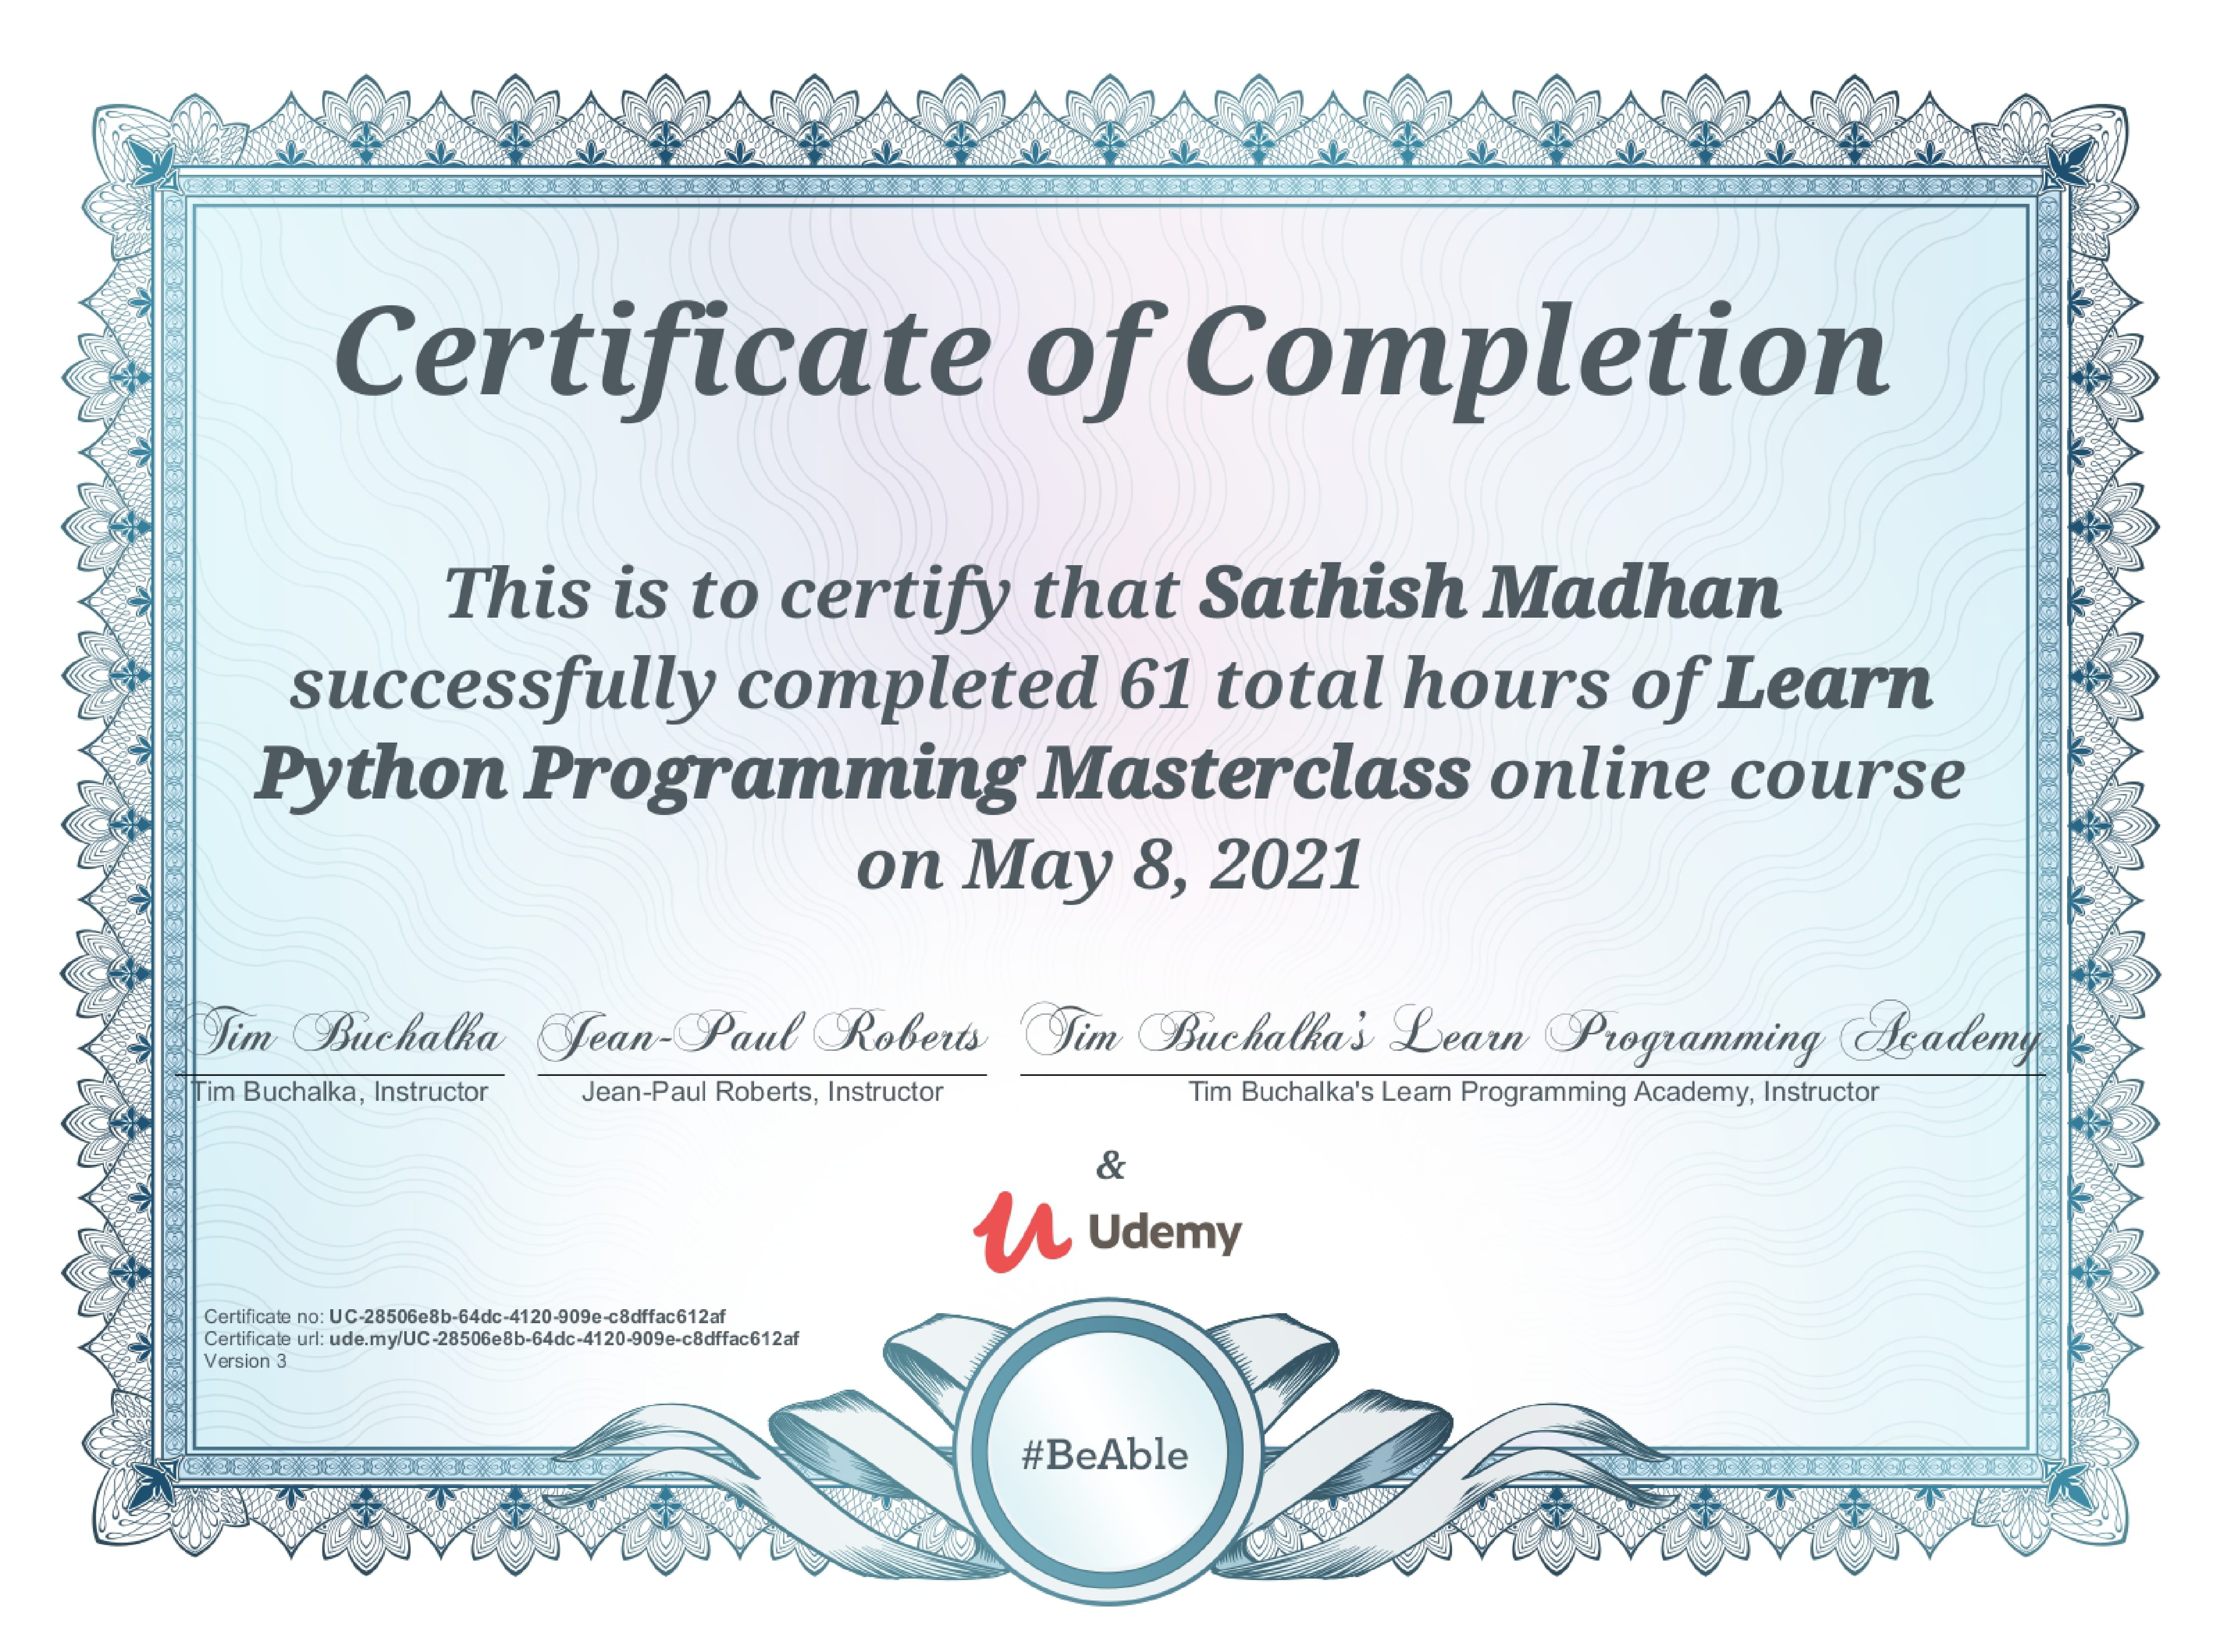 Certificate of Completion
This is to certify that Sathish Madhan
successfully completed 61 total hours of Learn
Python Programming Masterclass online course
on May 8, 2021
Tim Buchalka Jean-Paul Roberts Tim Buchalka's Learn Programming Academy
Tim Buchalka, Instructor Jean-Paul Roberts, Instructor Tim Buchalka's Learn Programming Academy, Instructor
&
Udemy
Certificate no: UC-28506e8b-64dc-4120-909e-c8dffac612af
Certificate url: ude.my/UC-28506e8b-64dc-4120-909e-c8dffac612af
Version 3
#BeAble